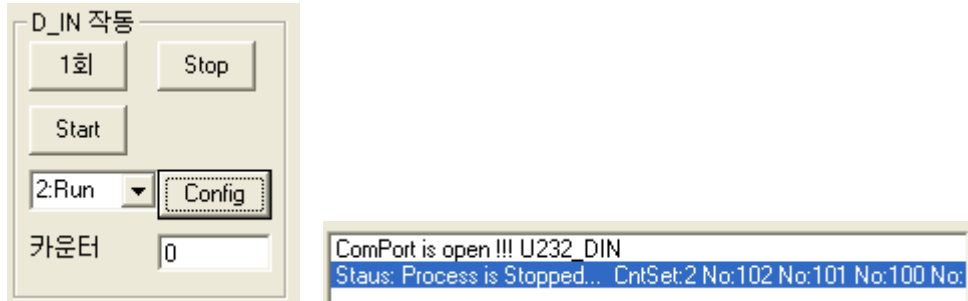 D_IN 작동
1회 Stop
Start
2:Run Config
카운터 0
ComPort is open !!! U232_DIN
Staus: Process is Stopped... CntSet:2 No:102 No:101 No:100 No: